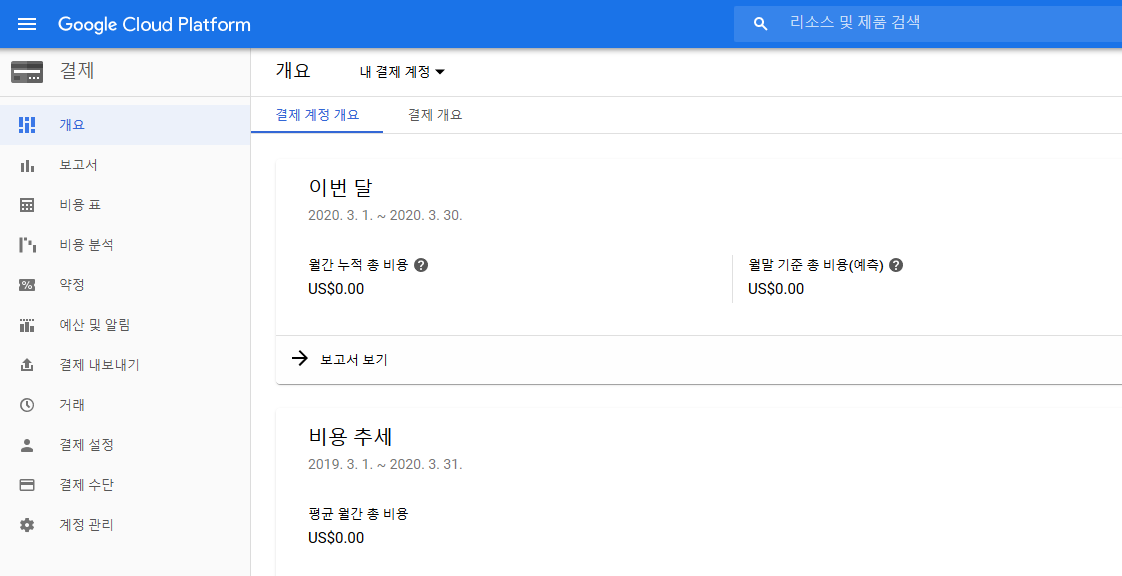 Google Cloud Platform
리소스 및 제품 검색
결제
개요
보고서
비용 표
비용 분석
약정
예산 및 알림
결제 내보내기
거래
결제 설정
결제 수단
계정 관리
개요
내 결제 계정
결제 계정 개요
결제 개요
이번 달
2020. 3. 1. ~ 2020. 3. 30.
월간 누적 총 비용
US$0.00
월말 기준 총 비용(예측)
US$0.00
보고서 보기
비용 추세
2019. 3. 1. ~ 2020. 3. 31.
평균 월간 총 비용
US$0.00